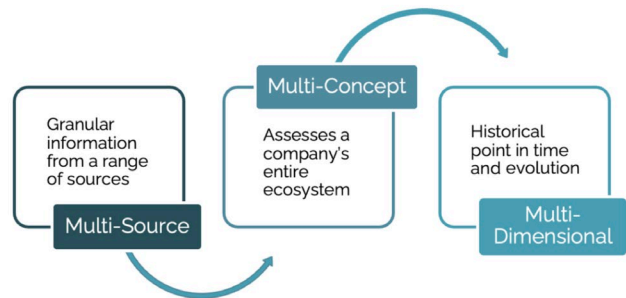 Granular
information
from a range
of sources
Multi-Source
Multi-Concept
Assesses a
company's
entire
ecosystem
Historical
point in time
and evolution
Multi-
Dimensional